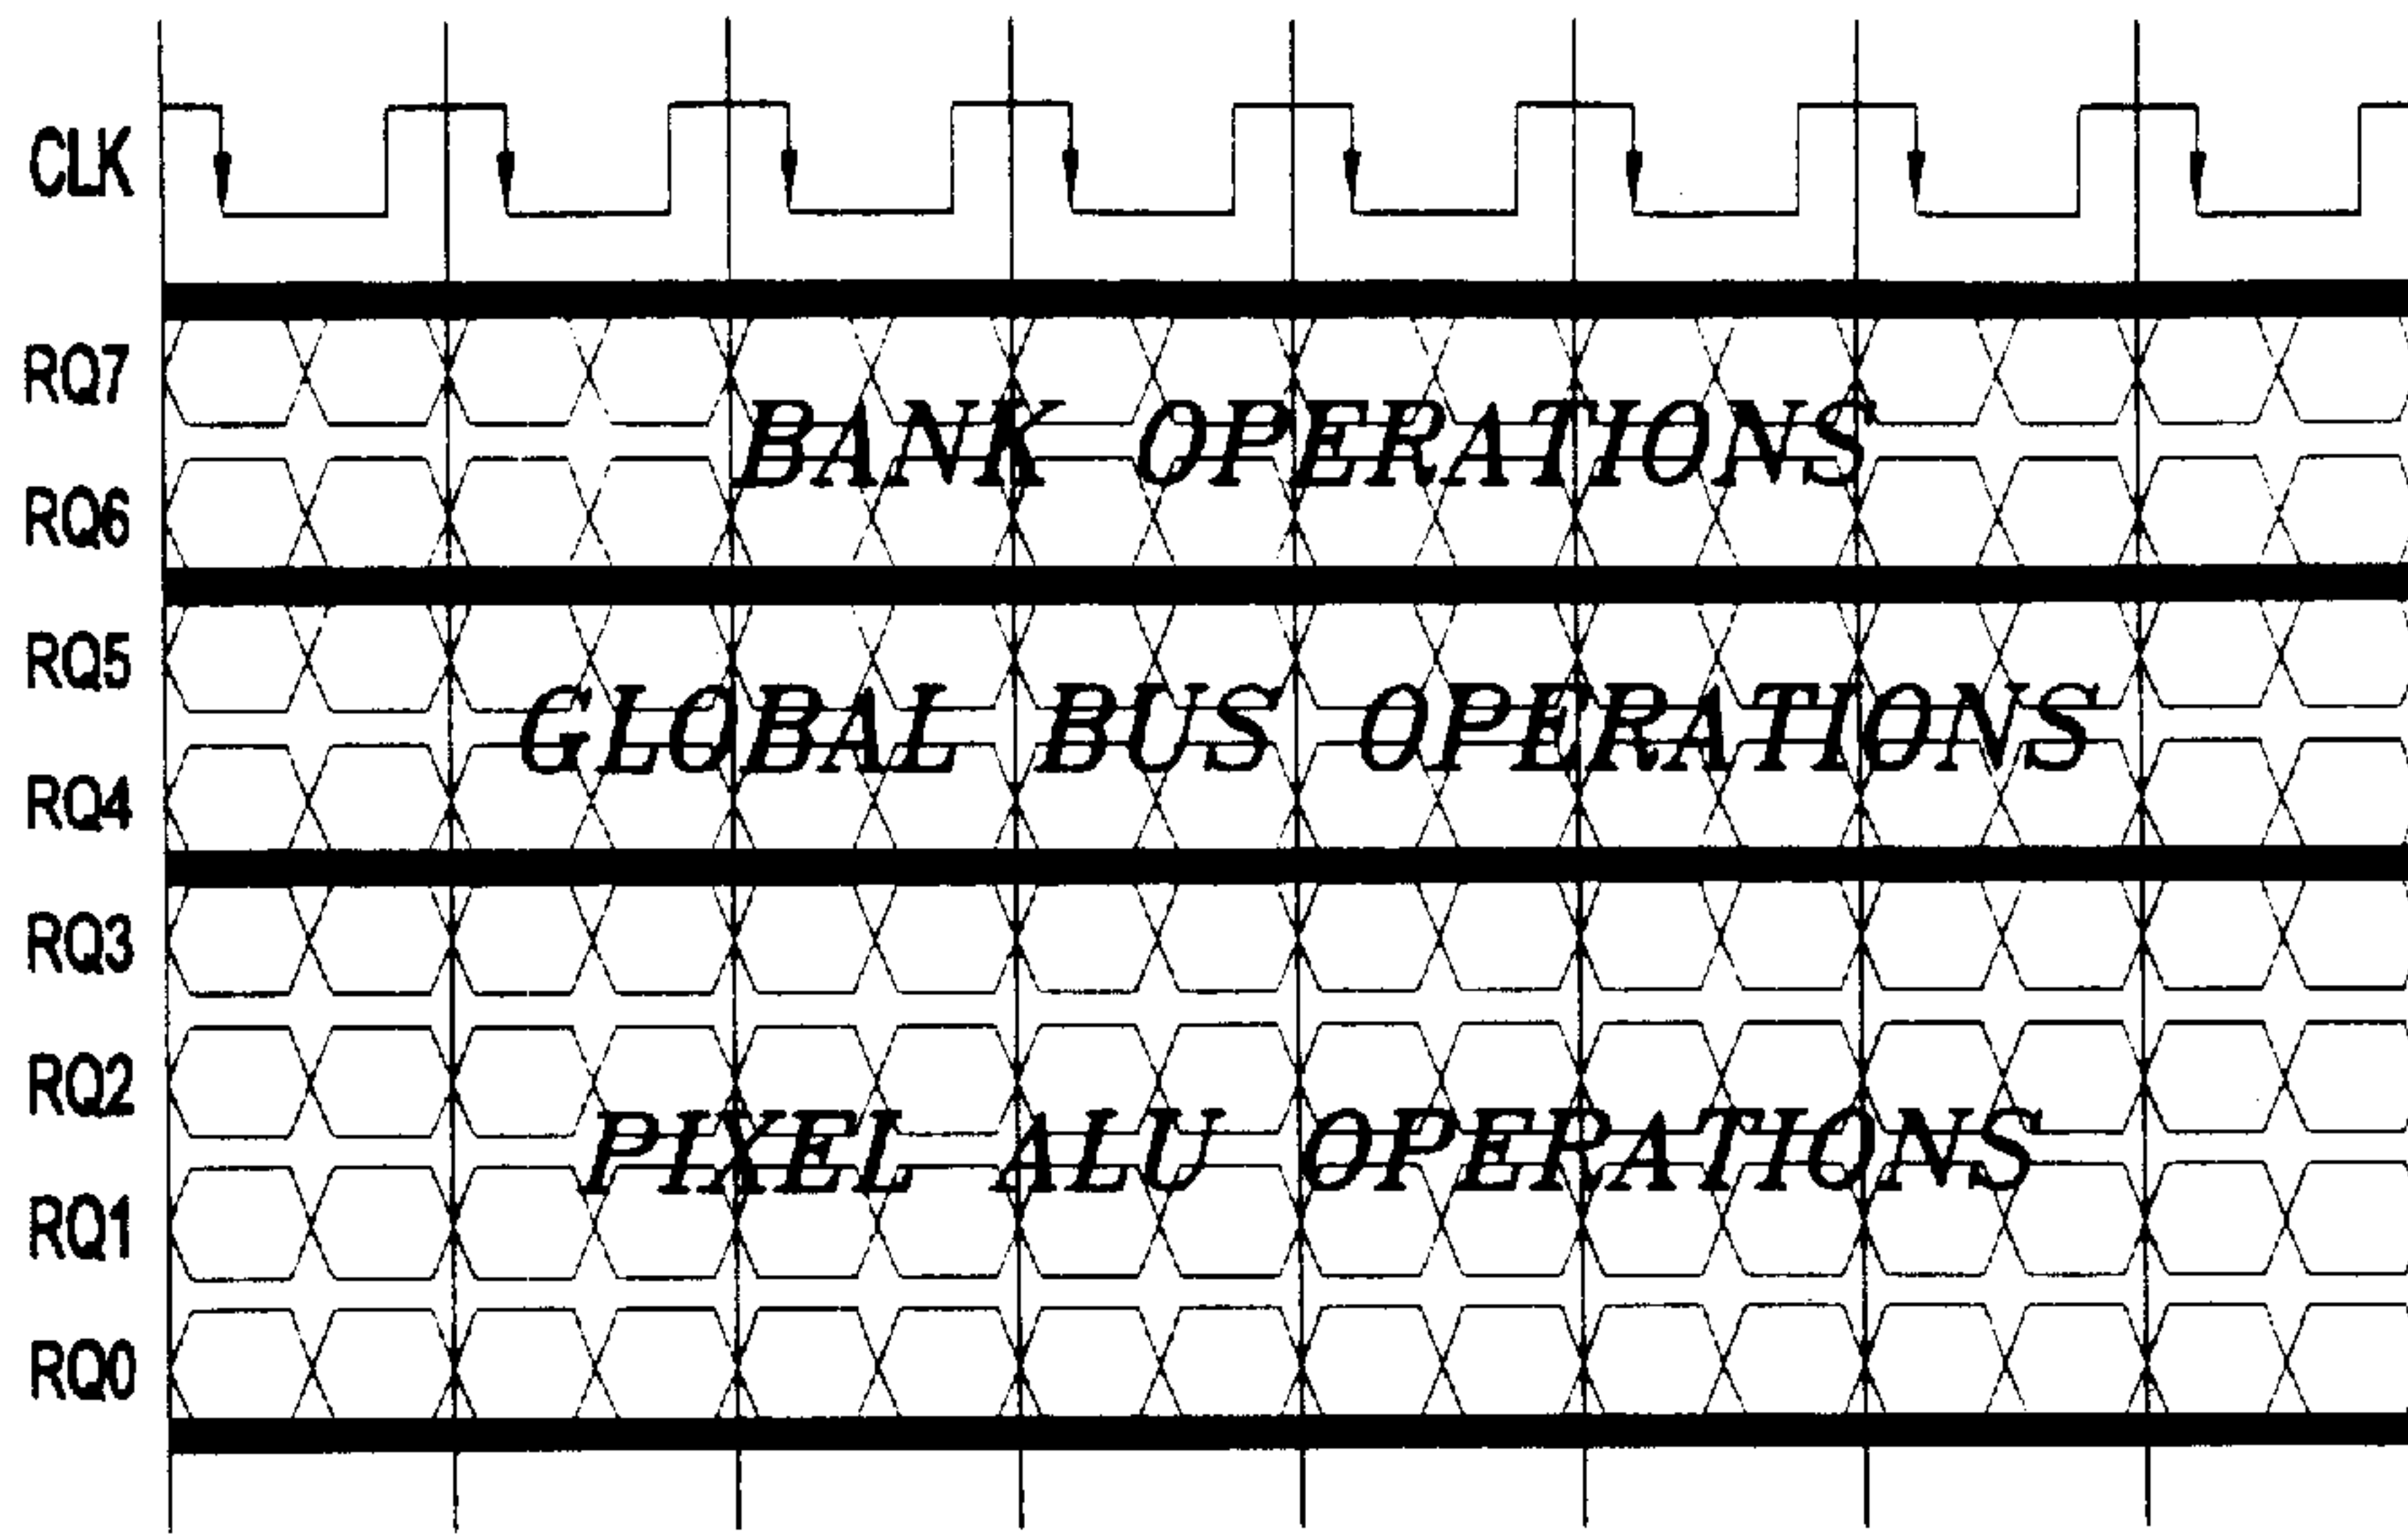 CLK
RQ7
BANK OPERATIONS
RQ6
RQ5
GLOBAL BUS OPERATIONS
RQ4
RQ3
RQ2
PIXEL ALU OPERATIONS
RQ1
RQ0